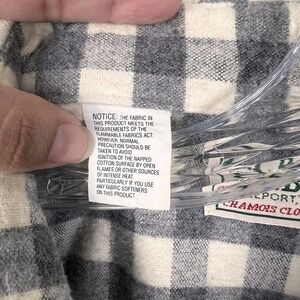 NOTICE: THE FABRIC IN
THIS PRODUCT MEETS THE
REQUIREMENTS OF THE
FLAMMABLE FABRICS ACT.
HOWEVER, NORMAL
PRECAUTION SHOULD BE
TAKEN TO AVOID
IGNITION OF THE NAPPED
COTTON SURFACE BY OPEN
FLAMES OR OTHER SOURCES
OF INTENSE HEAT.
PARTICULARLY IF YOU USE
ANY FABRIC SOFTENERS
ON THIS PRODUCT.
CHAMOIS CLO